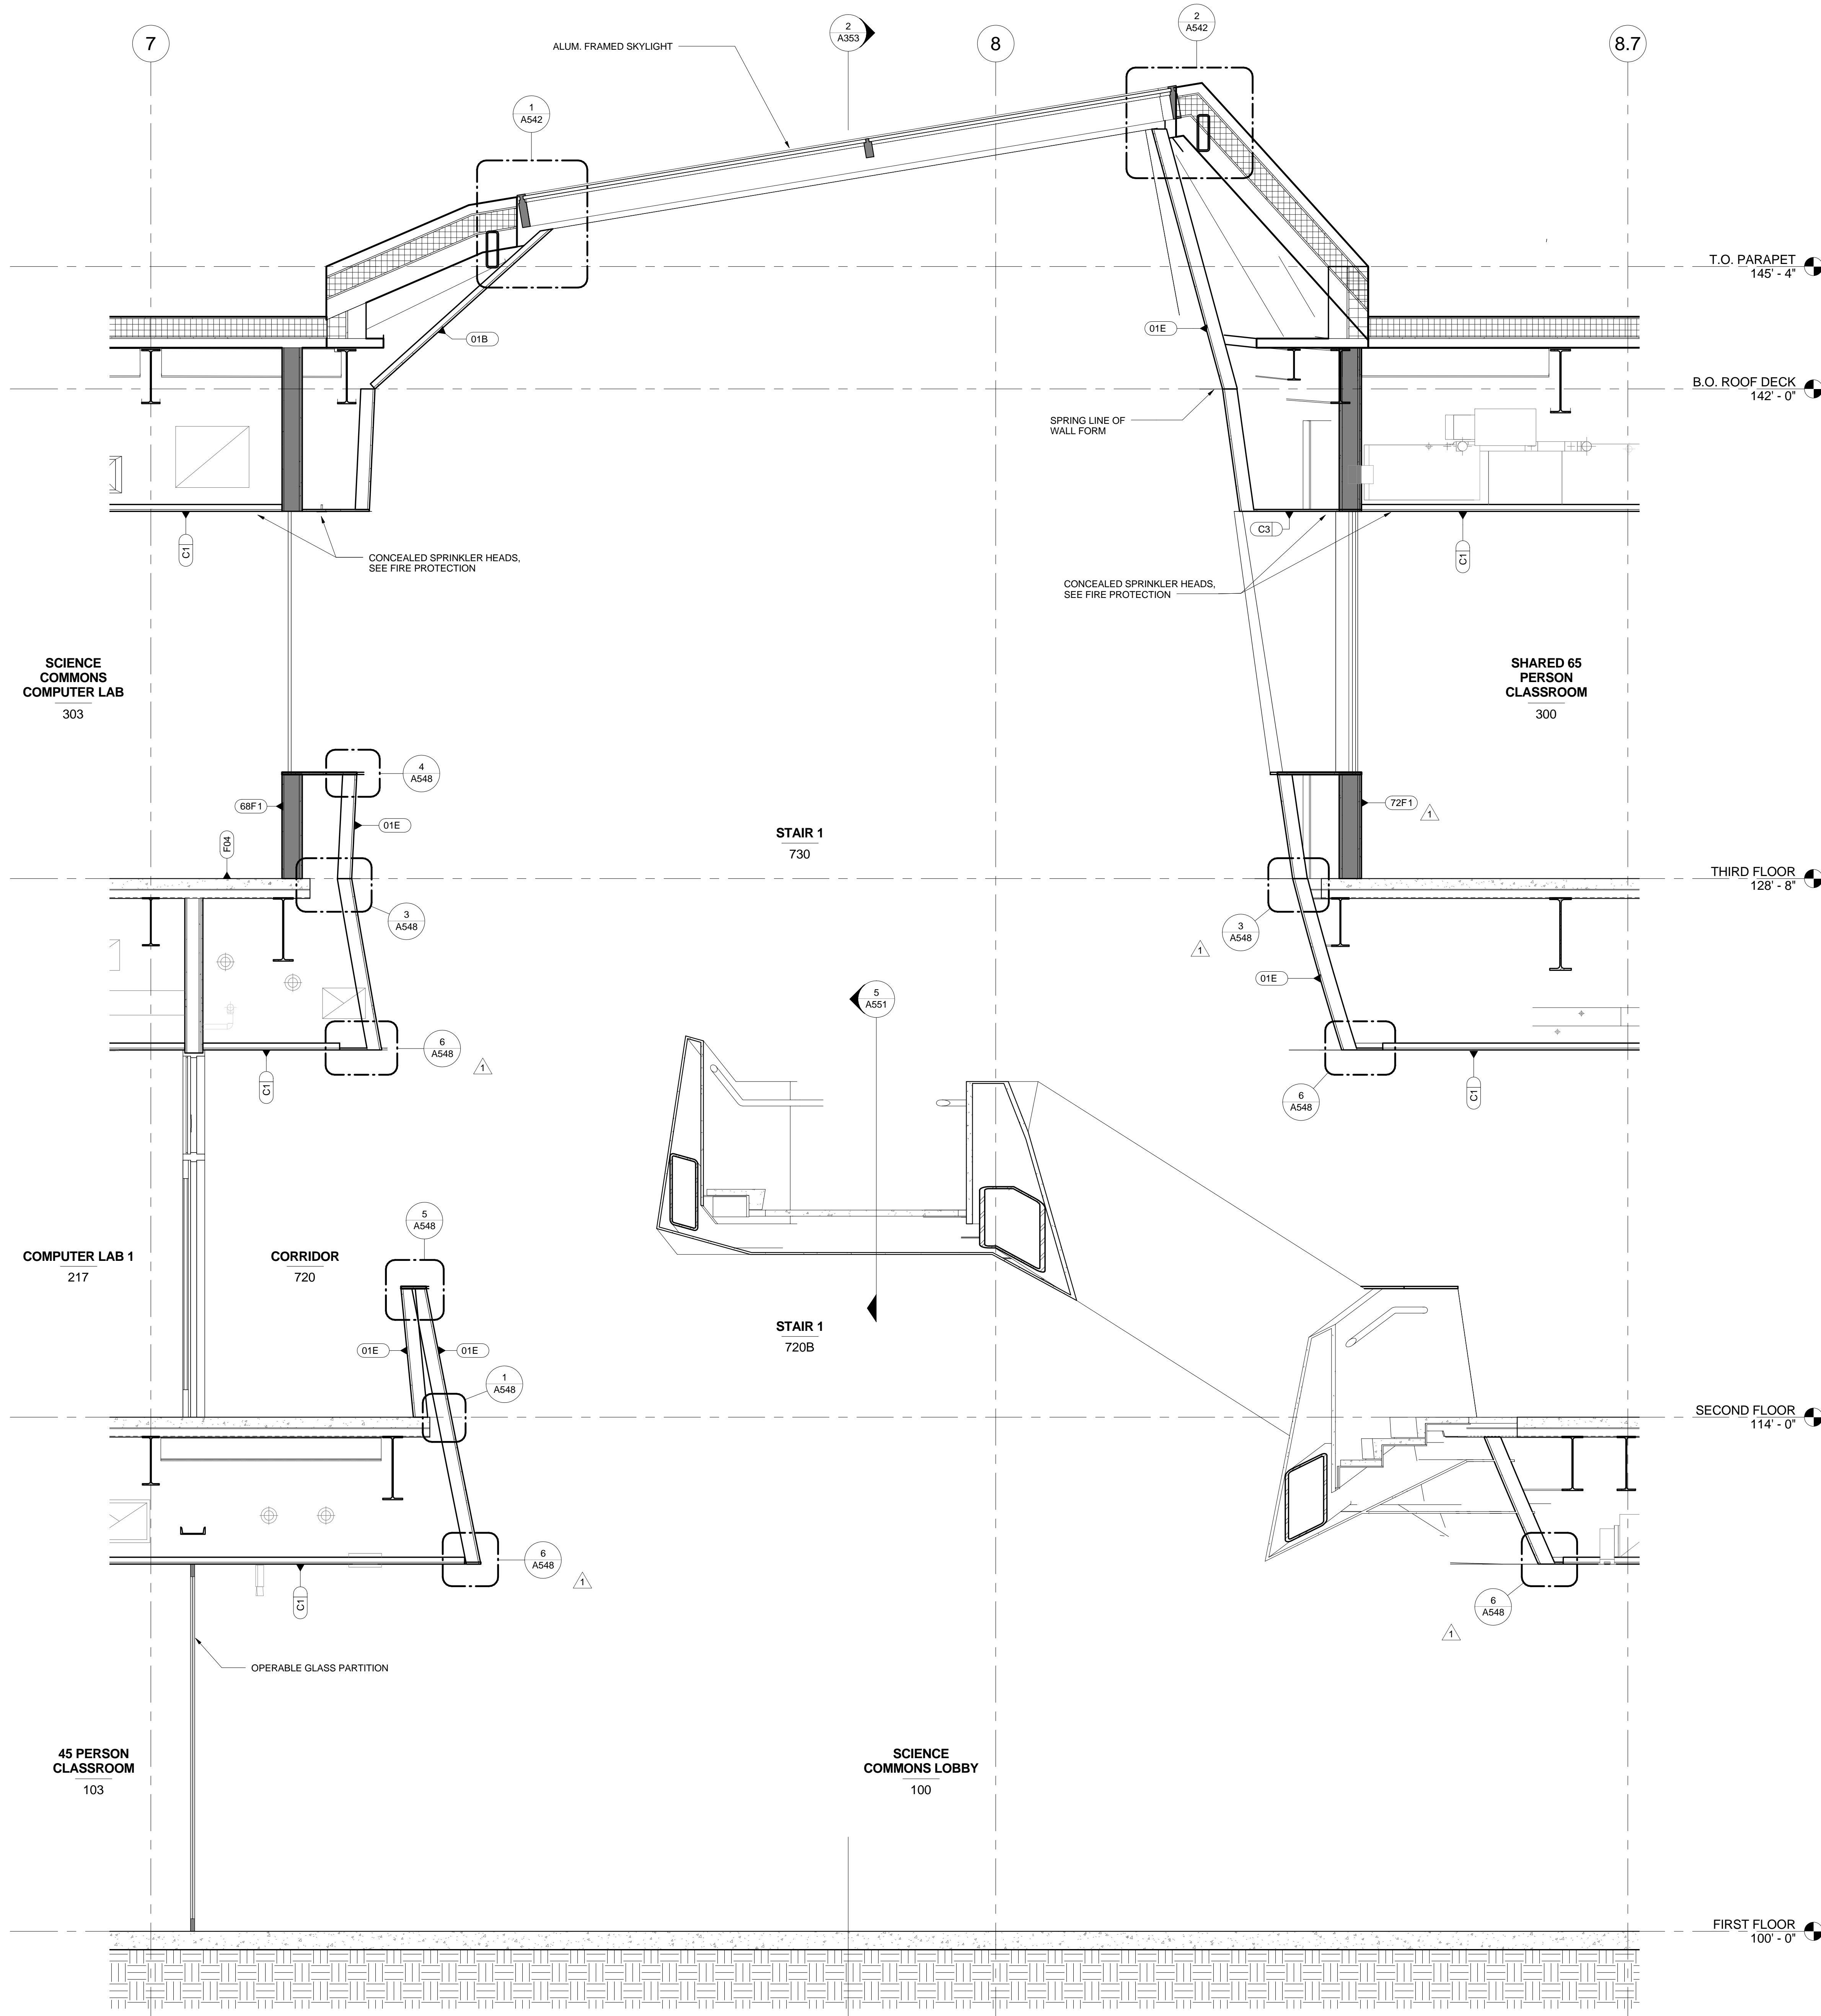 7
2
A353
8
2
A542
8.7
ALUM. FRAMED SKYLIGHT
1
A542
T.O. PARAPET
145' - 4"
01B
01E
B.O. ROOF DECK
142' - 0"
SPRING LINE OF
WALL FORM
C1
CONCEALED SPRINKLER HEADS,
SEE FIRE PROTECTION
C3
C1
CONCEALED SPRINKLER HEADS,
SEE FIRE PROTECTION
SCIENCE
COMMONS
COMPUTER LAB
303
SHARED 65
PERSON
CLASSROOM
300
4
A548
68F1
01E
F04
STAIR 1
730
72F1
1
THIRD FLOOR
128' - 8"
3
A548
3
A548
1
01E
5
A551
6
A548
1
C1
6
A548
C1
5
A548
COMPUTER LAB 1
217
CORRIDOR
720
STAIR 1
720B
01E
01E
1
A548
SECOND FLOOR
114' - 0"
6
A548
1
C1
6
A548
1
OPERABLE GLASS PARTITION
45 PERSON
CLASSROOM
103
SCIENCE
COMMONS LOBBY
100
FIRST FLOOR
100' - 0"